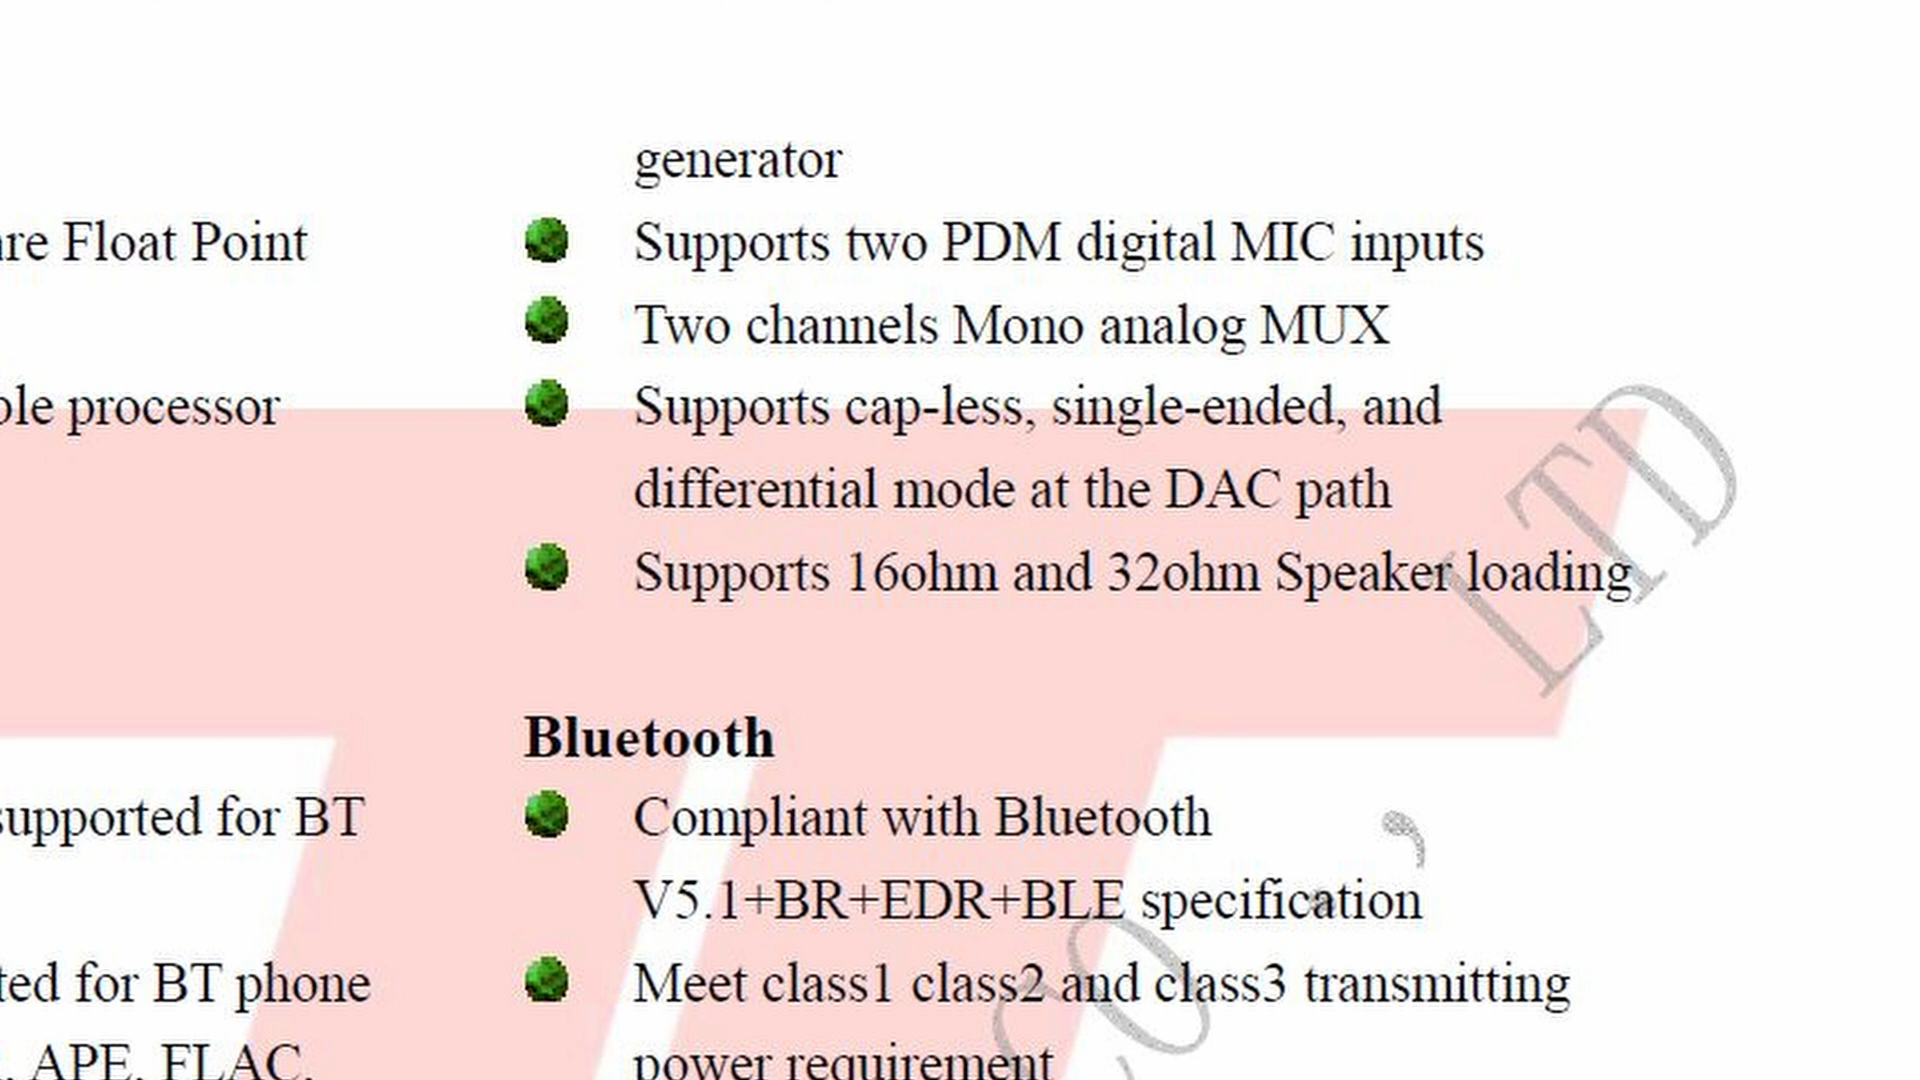 Float Point
processor
supported for BT
for BT phone
APE, FLAC,
generator
Supports two PDM digital MIC inputs
Two channels Mono analog MUX
Supports cap-less, single-ended, and
differential mode at the DAC path
Supports 16ohm and 32ohm Speaker loading
Bluetooth
Compliant with Bluetooth
V5.1+BR+EDR+BLE specification
Meet class1 class2 and class3 transmitting
power requirement
CO., LTD